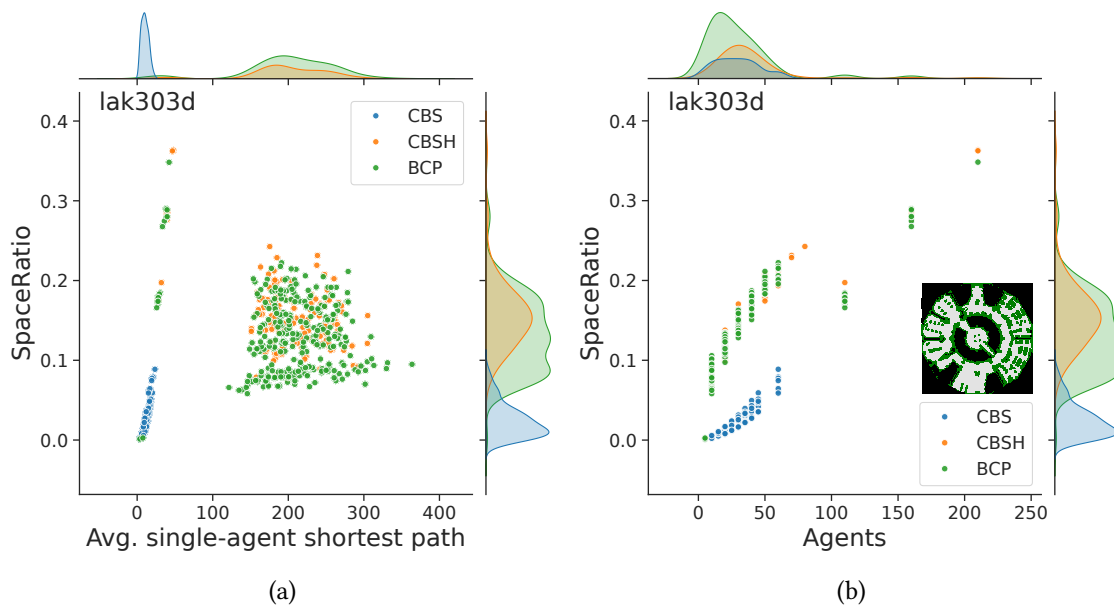 lak303d
CBS
CBSH
BCP
0.4
0.3
0.2
0.1
0.0
SpaceRatio
0 100 200 300 400
Avg. single-agent shortest path
(a)
lak303d
0.4
0.3
0.2
0.1
0.0
SpaceRatio
CBS
CBSH
BCP
0 50 100 150 200 250
Agents
(b)